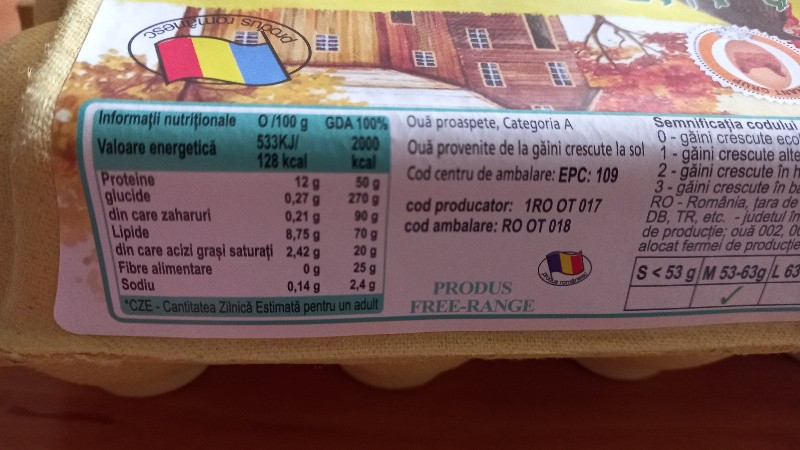 produs românesc
Informații nutriționale O /100 g GDA 100%
Valoare energetică 533KJ/ 128 kcal 2000 kcal
Proteine 12 g 50 g
glucide 0,27 g 270 g
din care zaharuri 0,21 g 90 g
Lipide 8,75 g 70 g
din care acizi grași saturați 2,42 g 20 g
Fibre alimentare 0 g 25 g
Sodiu 0,14 g 2,4 g
*CZE - Cantitatea Zilnică Estimată pentru un adult
Ouă proaspete, Categoria A
Ouă provenite de la găini crescute la sol
Cod centru de ambalare: EPC: 109
cod producator: 1RO OT 017
cod ambalare: RO OT 018
PRODUS
FREE-RANGE
produs românesc
Semnificația codului
0 - găini crescute eco
1 - găini crescute alte
2 - găini crescute în h
3 - găini crescute în ba
RO - România, țara de
DB, TR, etc. - județul în
de producție; ouă 002, 00
alocat fermei de producție
S < 53 g M 53-63g L 63
✓